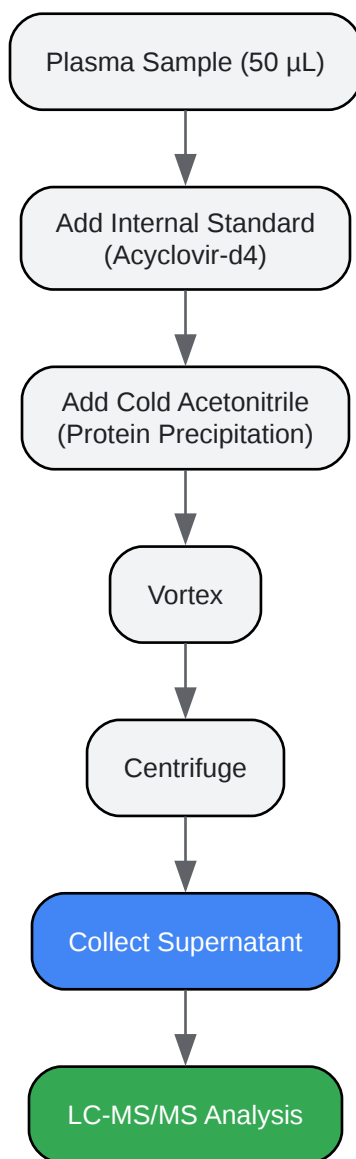 Plasma Sample (50 µL)
Add Internal Standard
(Acyclovir-d4)
Add Cold Acetonitrile
(Protein Precipitation)
Vortex
Centrifuge
Collect Supernatant
LC-MS/MS Analysis